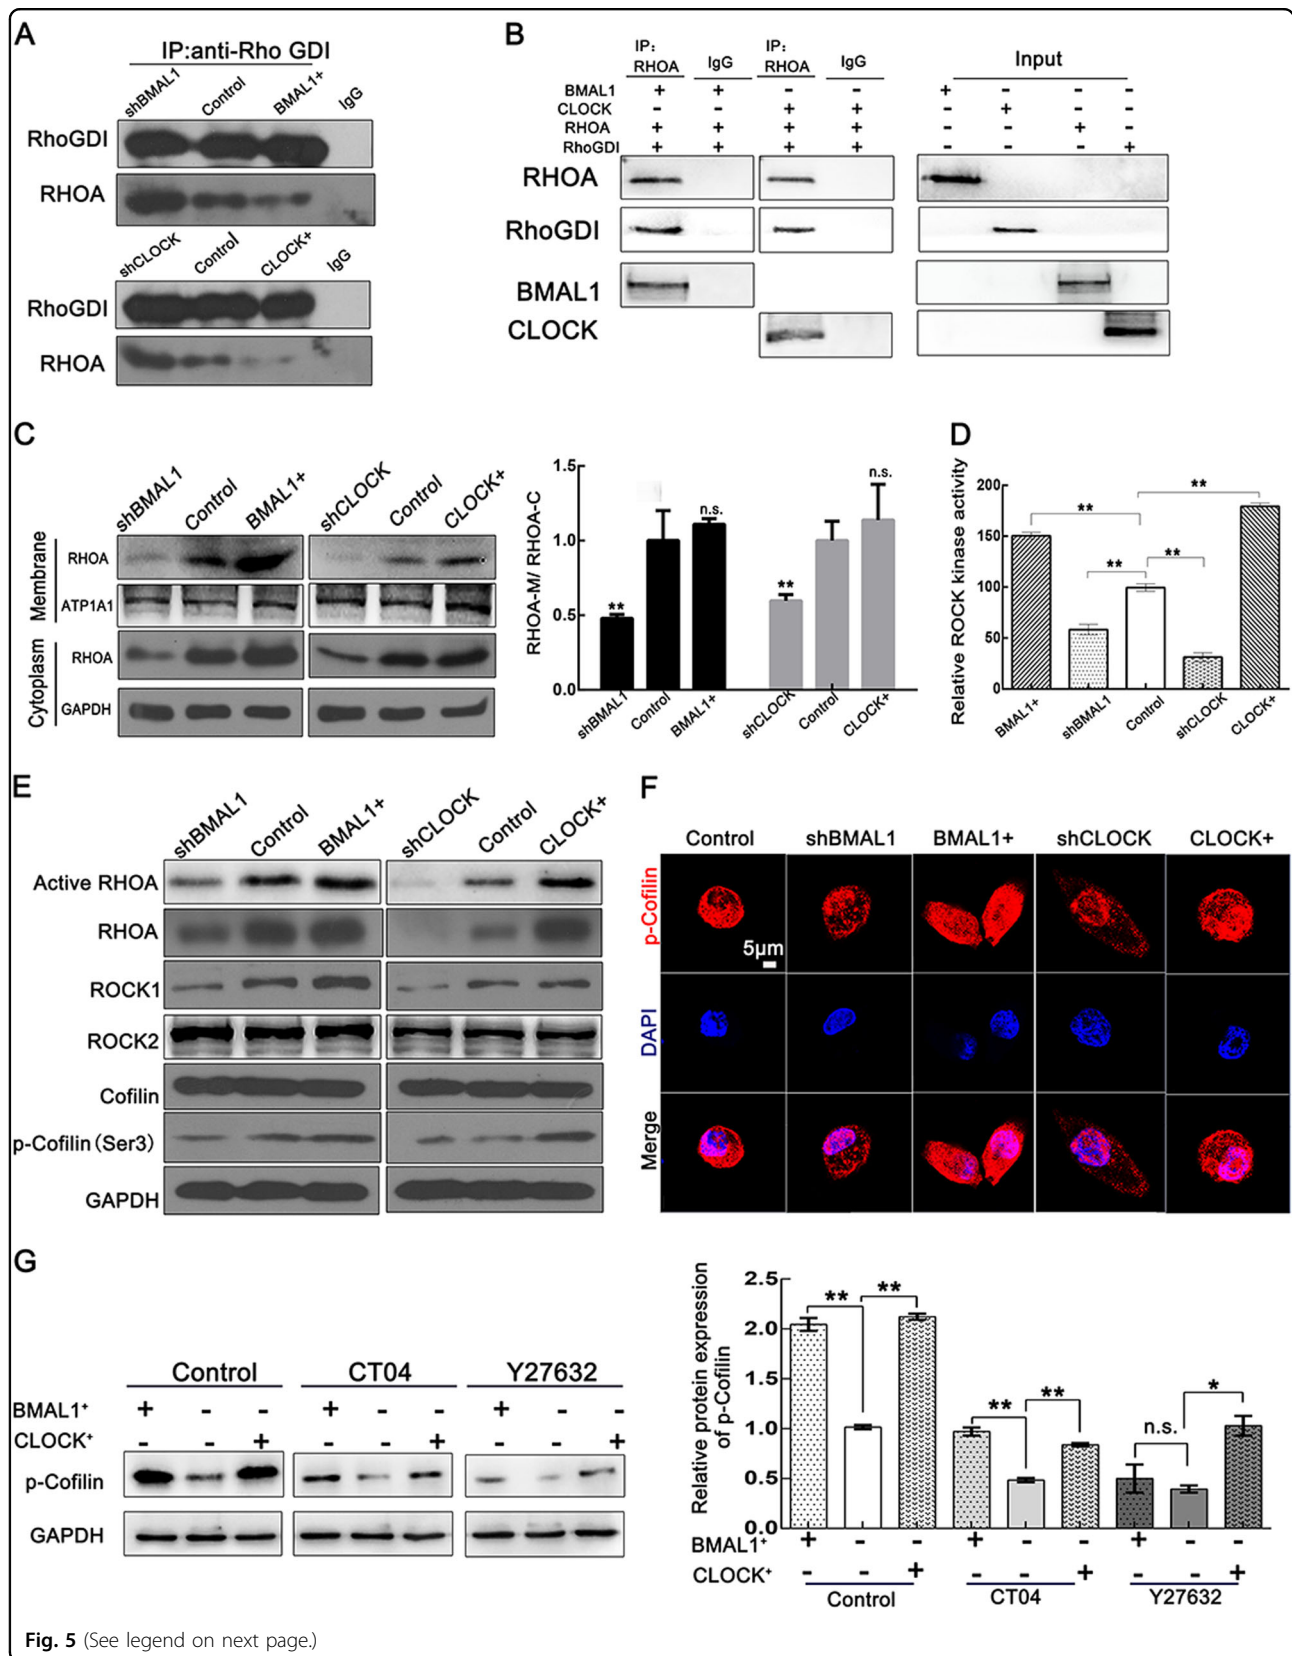 A
IP:anti-Rho GDI
shBMAL1 Control BMAL1+ IgG
RhoGDI
RHOA
shCLOCK Control CLOCK+ IgG
RhoGDI
RHOA
B
IP: RHOA IgG IP: RHOA IgG Input
BMAL1 + + - - + - - -
CLOCK - - + + - + - -
RHOA + + + + - - + -
RhoGDI + + + + - - - +
RHOA
RhoGDI
BMAL1
CLOCK
C
shBMAL1 Control BMAL1+ shCLOCK Control CLOCK+
Membrane
RHOA
ATP1A1
Cytoplasm
RHOA
GAPDH
RHOA-M/ RHOA-C
1.5
1.0
0.5
0.0
** n.s. ** n.s.
shBMAL1 Control BMAL1+ shCLOCK Control CLOCK+
D
Relative ROCK kinase activity
200
150
100
50
0
** ** ** **
BMAL1+ shBMAL1 Control shCLOCK CLOCK+
E
shBMAL1 Control BMAL1+ shCLOCK Control CLOCK+
Active RHOA
RHOA
ROCK1
ROCK2
Cofilin
p-Cofilin(Ser3)
GAPDH
F
Control shBMAL1 BMAL1+ shCLOCK CLOCK+
p-Cofilin
5μm
DAPI
Merge
G
Control CT04 Y27632
BMAL1+ + - - + - - + - -
CLOCK+ - - + - - + - - +
p-Cofilin
GAPDH
Relative protein expression
of p-Cofilin
2.5
2.0
1.5
1.0
0.5
0.0
** ** ** ** n.s. *
BMAL1+ + - - + - - + - -
CLOCK+ - - + - - + - - +
Control CT04 Y27632
Fig. 5 (See legend on next page.)